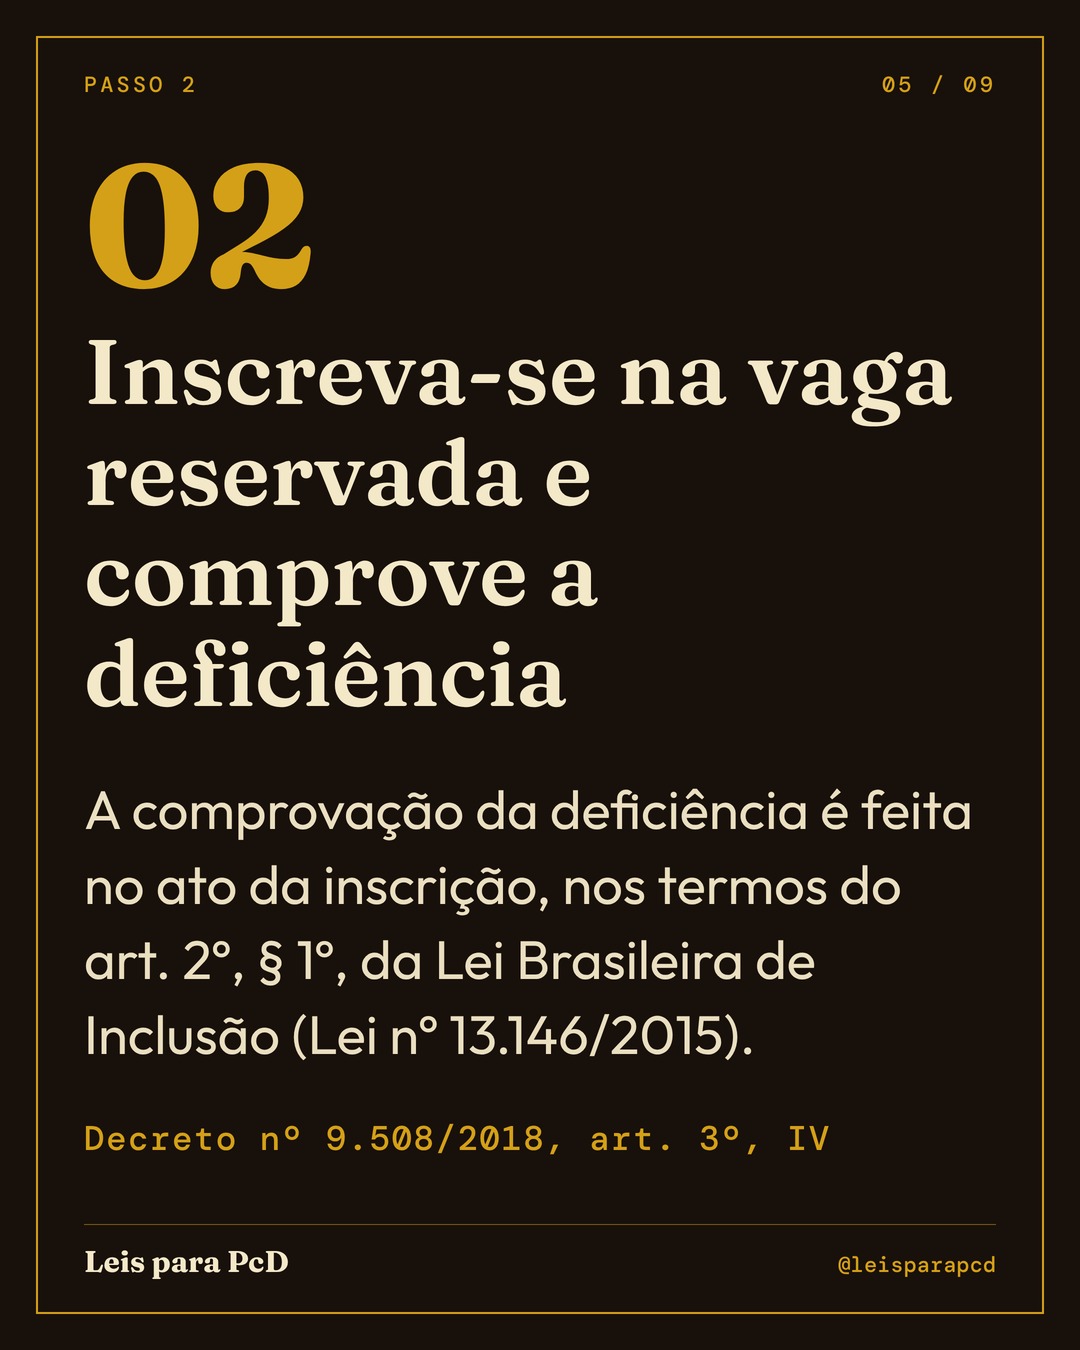 PASSO 2
05 / 09
02
Inscreva-se na vaga
reservada e
comprove a
deficiência
A comprovação da deficiência é feita
no ato da inscrição, nos termos do
art. 2º, § 1º, da Lei Brasileira de
Inclusão (Lei nº 13.146/2015).
Decreto nº 9.508/2018, art. 3º, IV
Leis para PcD
@leisparapcd